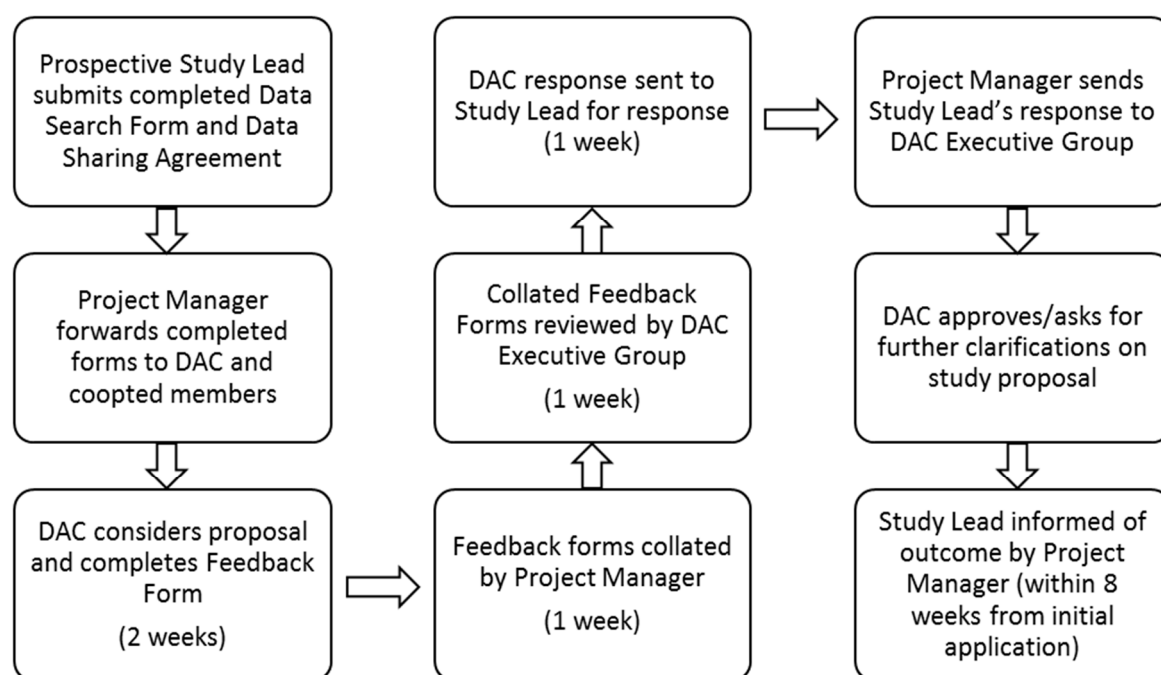 Prospective Study Lead
submits completed Data
Search Form and Data
Sharing Agreement
Project Manager
forwards completed
forms to DAC and
coopted members
DAC considers proposal
and completes Feedback
Form
(2 weeks)
Feedback forms collated
by Project Manager
(1 week)
Collated Feedback
Forms reviewed by DAC
Executive Group
(1 week)
DAC response sent to
Study Lead for response
(1 week)
Project Manager sends
Study Lead’s response to
DAC Executive Group
DAC approves/asks for
further clarifications on
study proposal
Study Lead informed of
outcome by Project
Manager (within 8
weeks from initial
application)